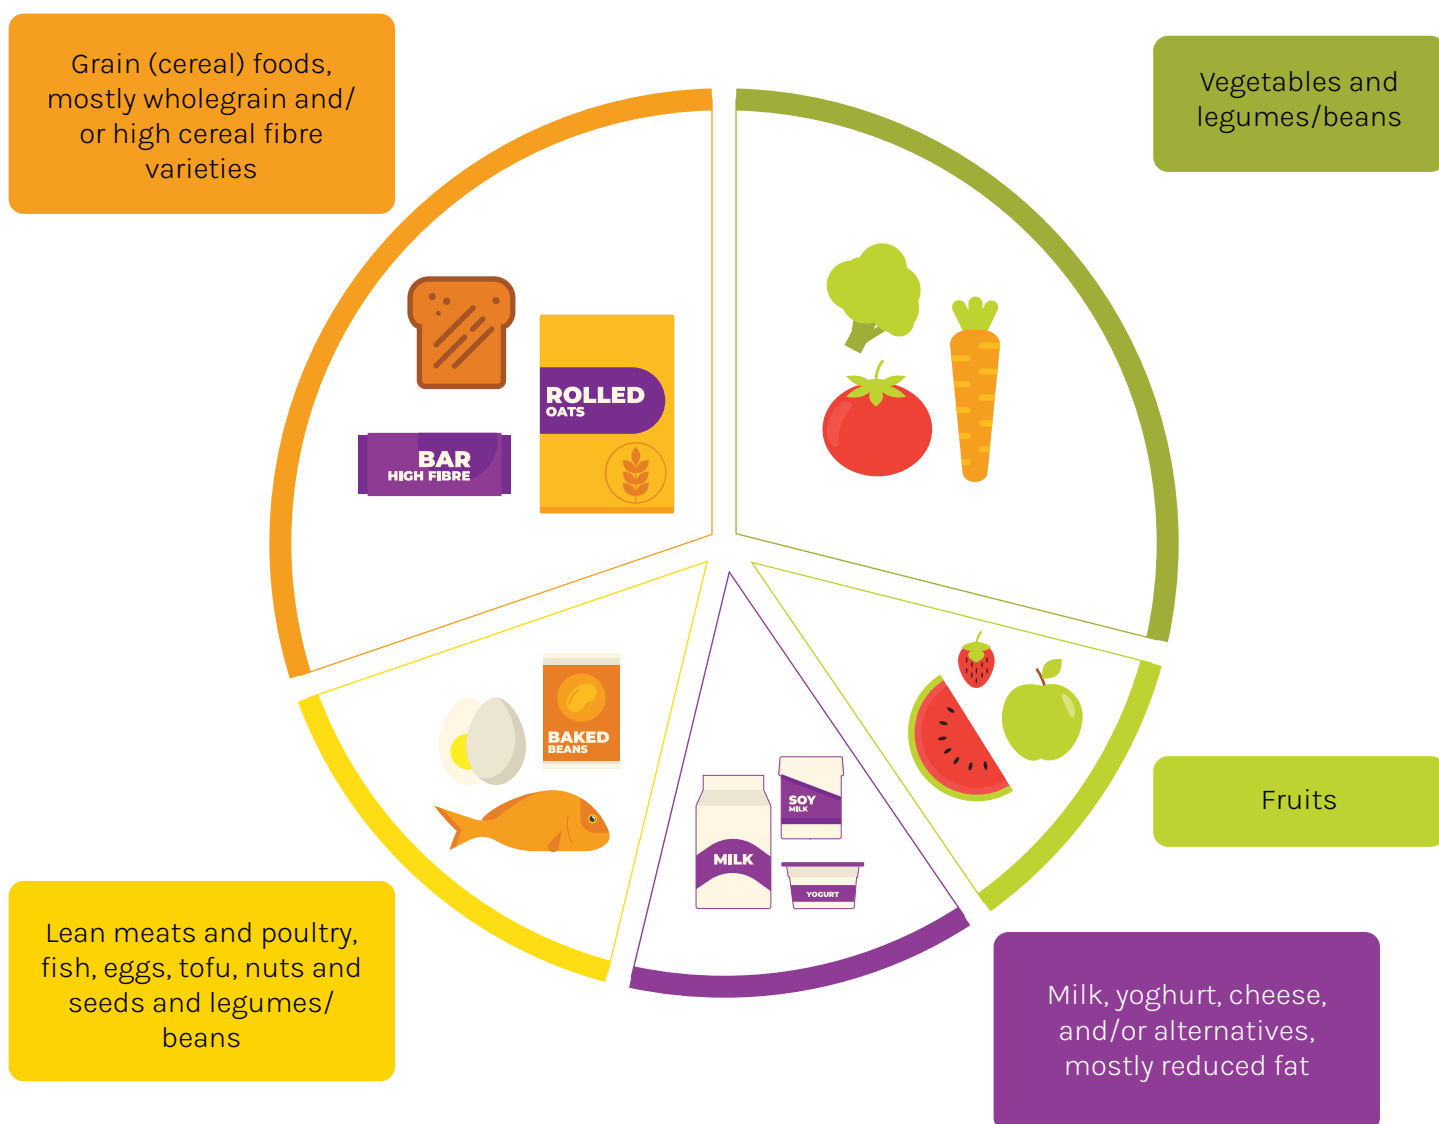 Grain (cereal) foods,
mostly wholegrain and/
or high cereal fibre
varieties
Vegetables and
legumes/beans
ROLLED
OATS
BAR
HIGH FIBRE
BAKED
BEANS
SOY
MILK
MILK
YOGURT
Fruits
Lean meats and poultry,
fish, eggs, tofu, nuts and
seeds and legumes/
beans
Milk, yoghurt, cheese,
and/or alternatives,
mostly reduced fat